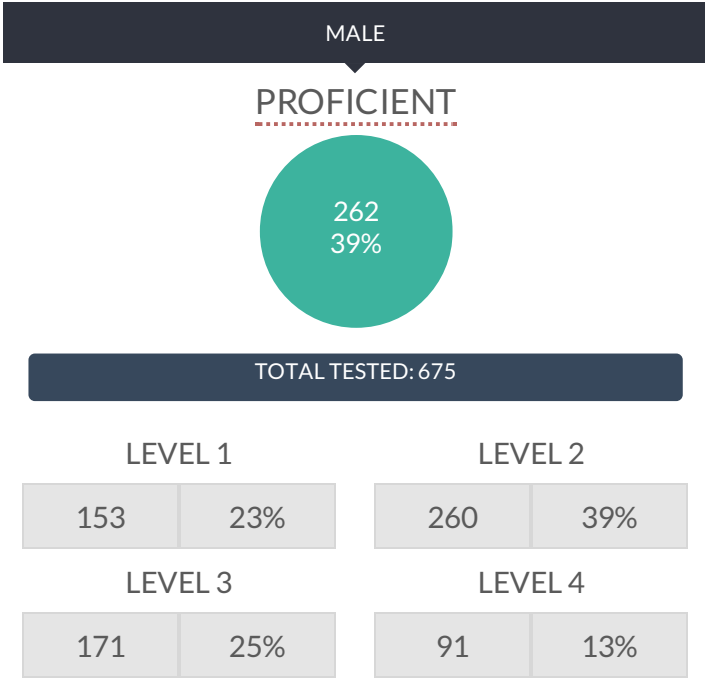 MALE
PROFICIENT
262
39%
TOTAL TESTED: 675
LEVEL 1 LEVEL 2
153 23% 260 39%
LEVEL 3 LEVEL 4
171 25% 91 13%